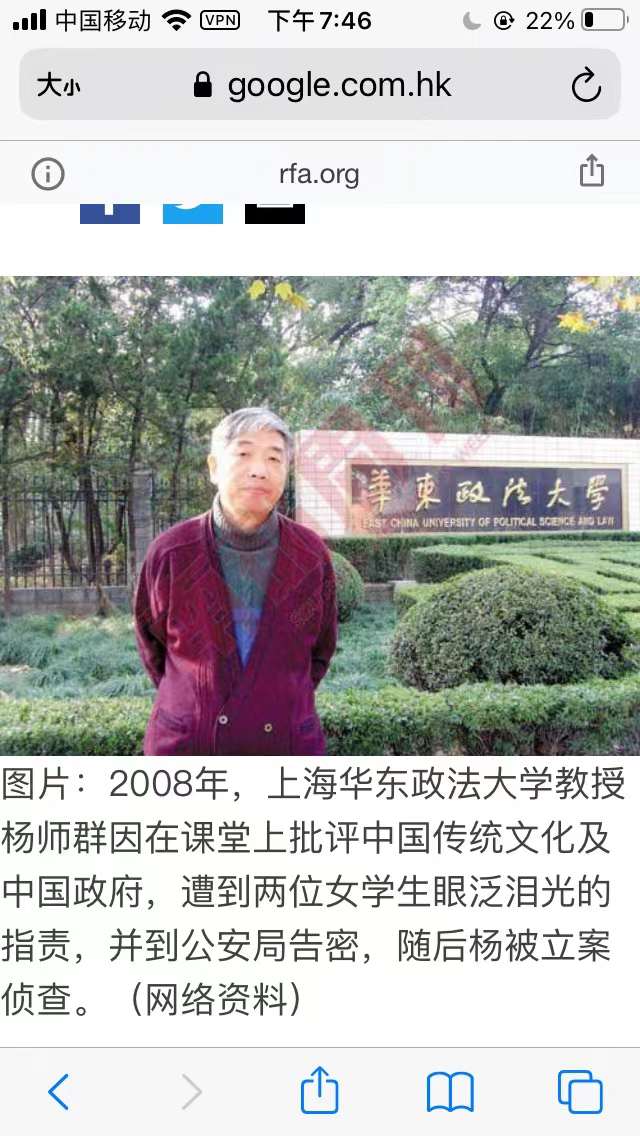 中国移动 VPN 下午7:46 22%
大小 google.com.hk
rfa.org
華東政法大學
EAST CHINA UNIVERSITY OF POLITICAL SCIENCE AND LAW
图片：2008年，上海华东政法大学教授
杨师群因在课堂上批评中国传统文化及
中国政府，遭到两位女学生眼泛泪光的
指责，并到公安局告密，随后杨被立案
侦查。（网络资料）